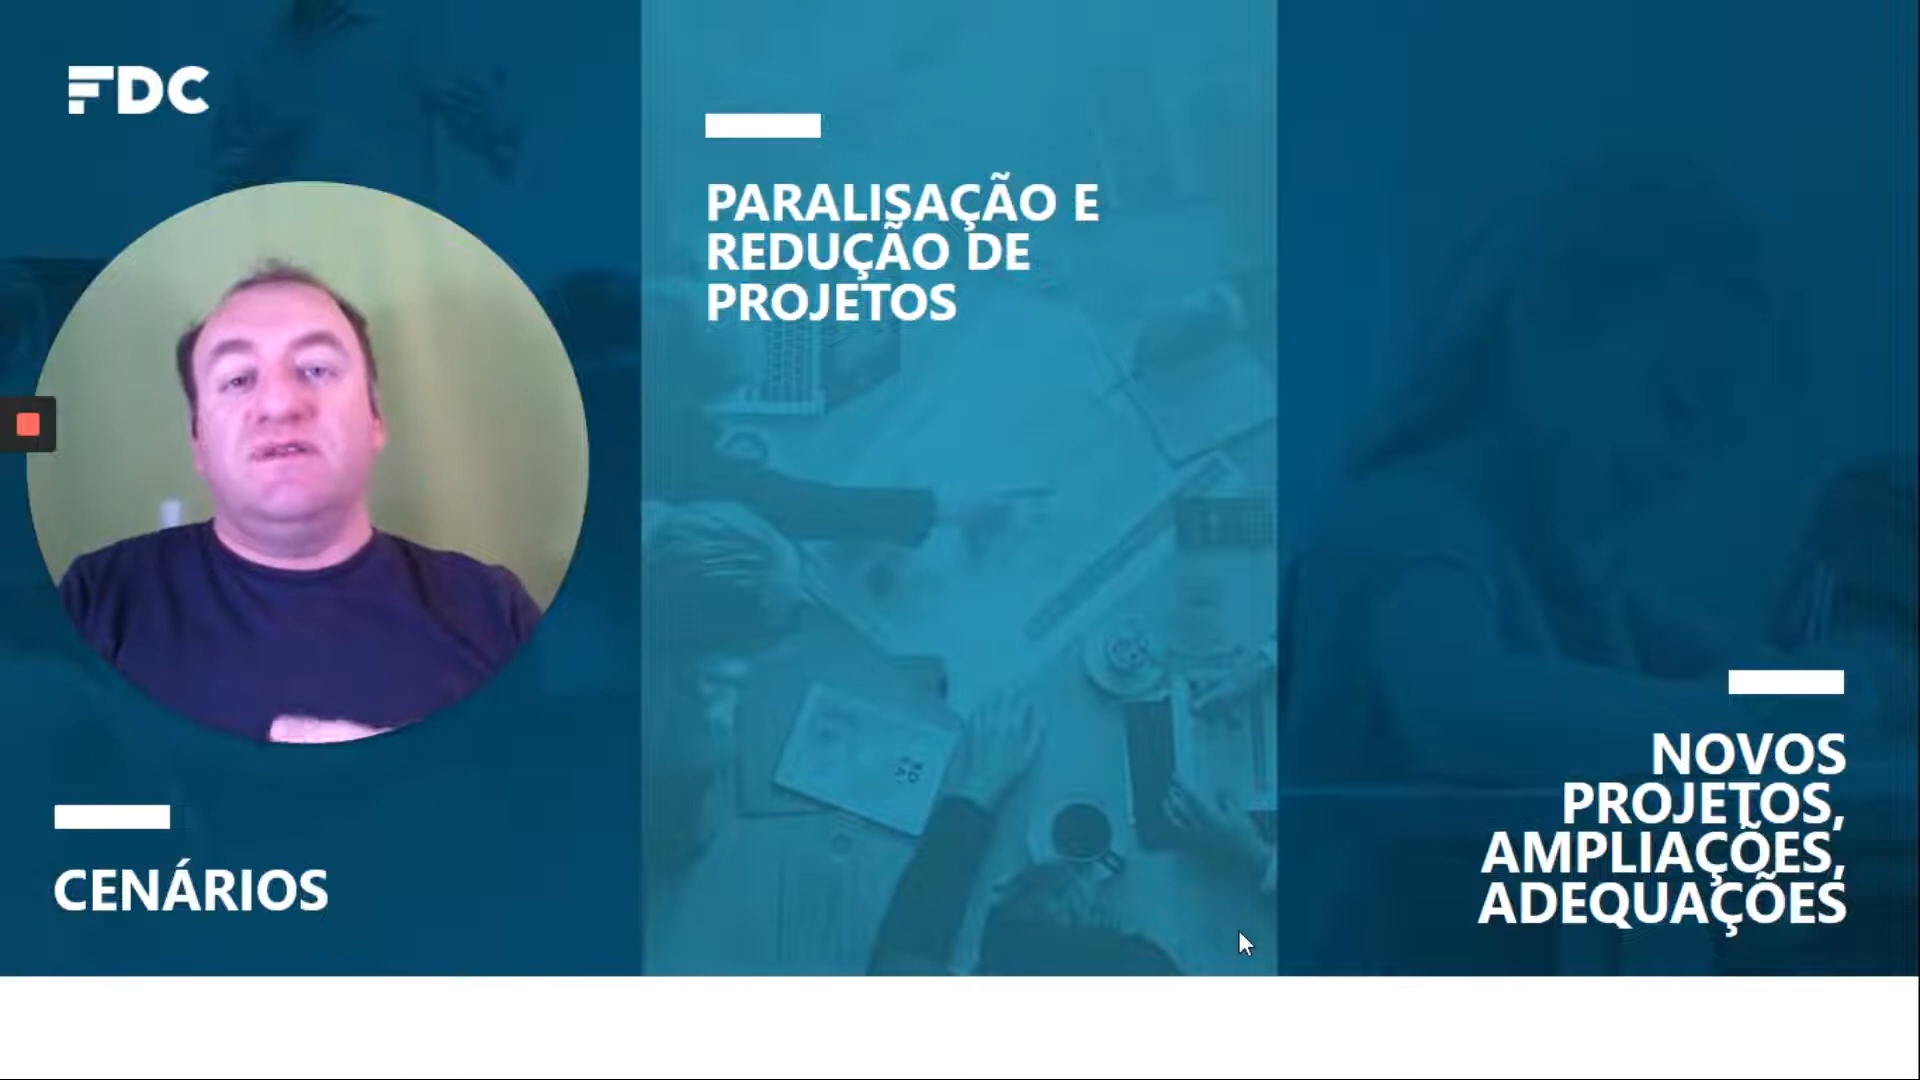 FDC
PARALISAÇÃO E
REDUÇÃO DE
PROJETOS
CENÁRIOS
NOVOS
PROJETOS,
AMPLIAÇÕES,
ADEQUAÇÕES